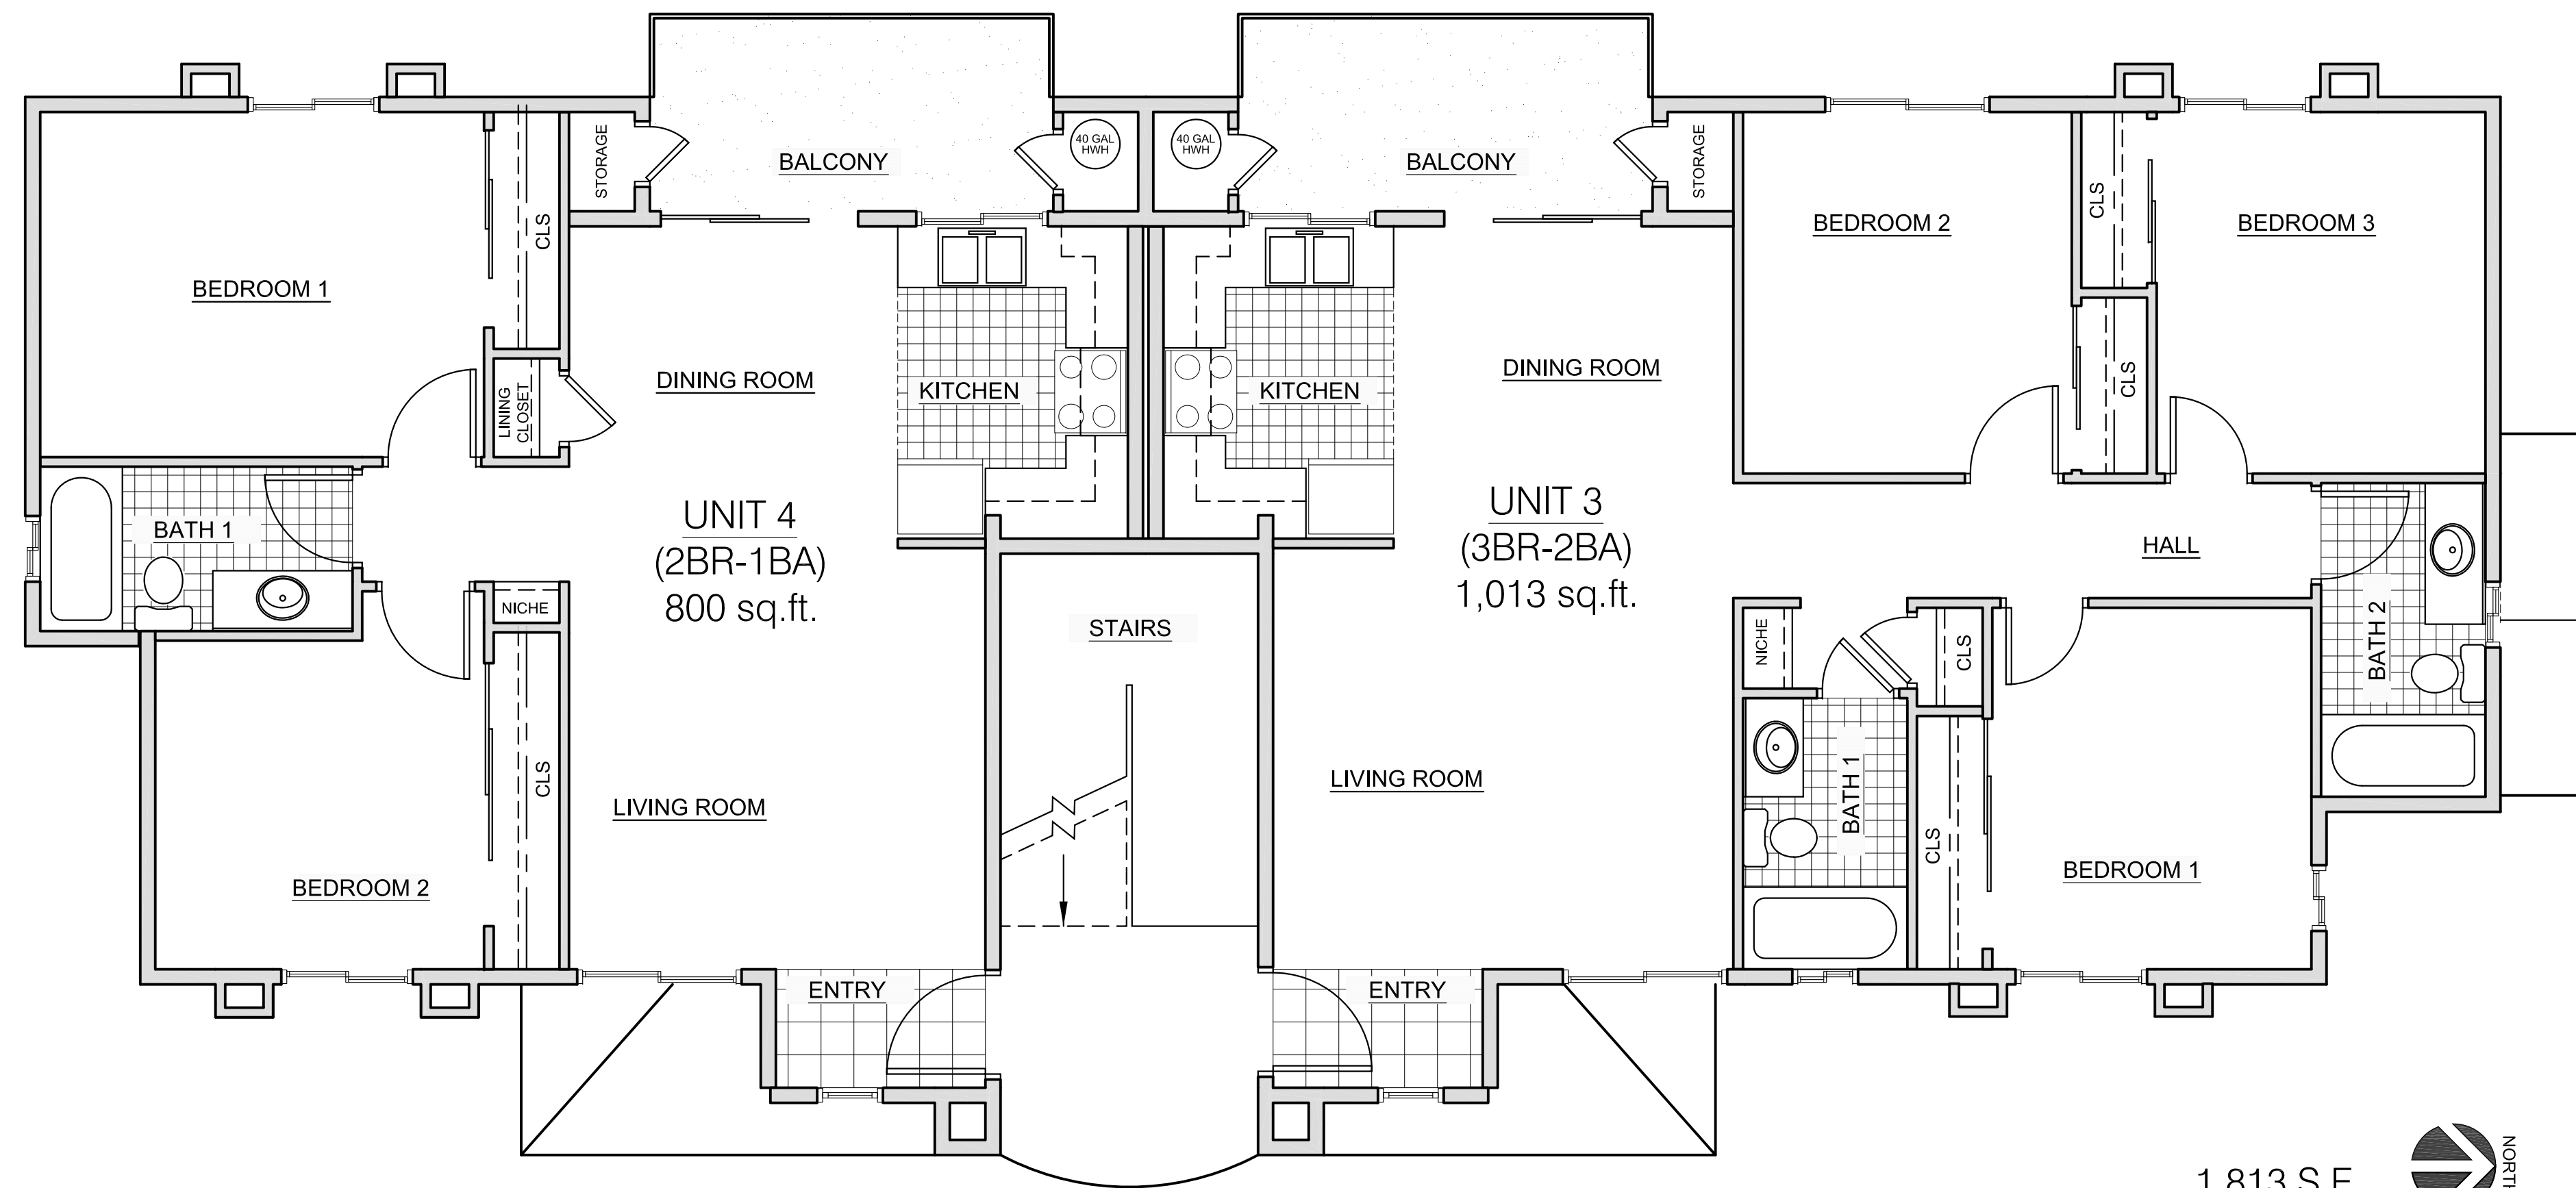 BALCONY
40 GAL
HWH
40 GAL
HWH
BALCONY
STORAGE
STORAGE
CLS
BEDROOM 1
BEDROOM 2
CLS
BEDROOM 3
DINING ROOM
KITCHEN
KITCHEN
DINING ROOM
CLS
LINING
CLOSET
BATH 1
UNIT 4
(2BR-1BA)
800 sq.ft.
UNIT 3
(3BR-2BA)
1,013 sq.ft.
HALL
NICHE
STAIRS
NICHE
CLS
BATH 2
CLS
LIVING ROOM
LIVING ROOM
BATH 1
CLS
BEDROOM 2
BEDROOM 1
ENTRY
ENTRY
NORTH
1,813 S.F.